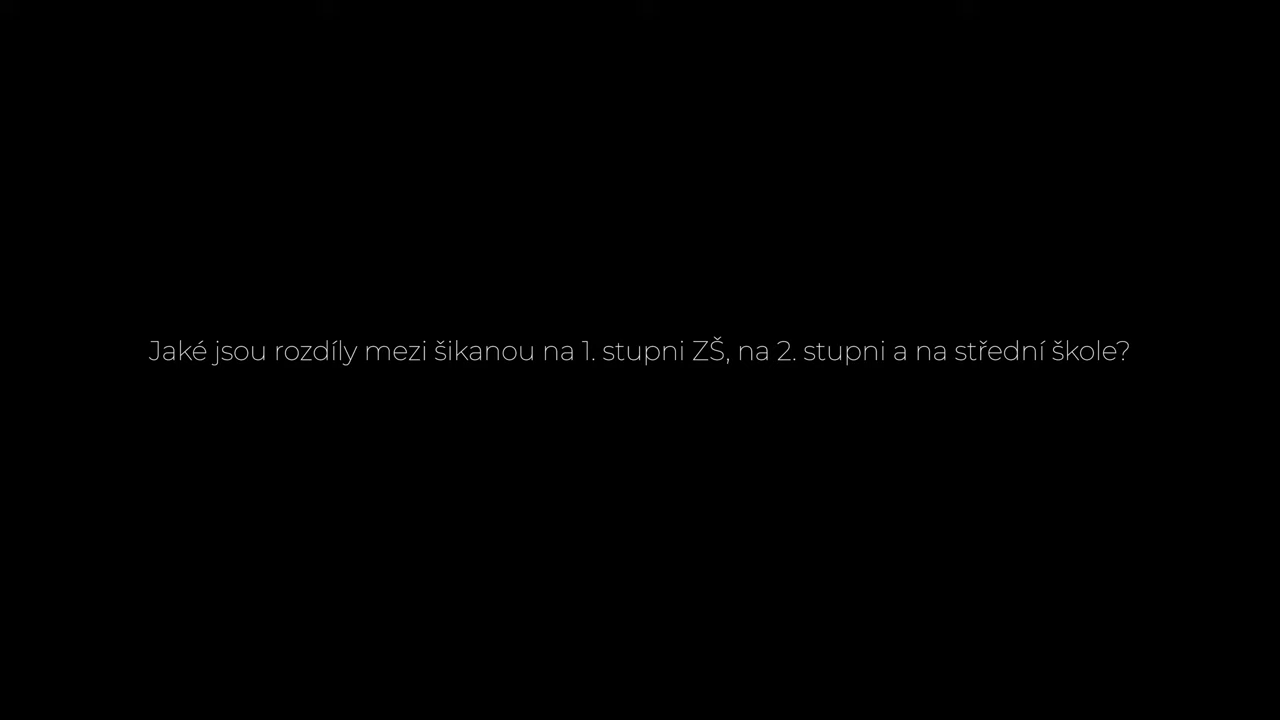 Jaké jsou rozdíly mezi šikanou na 1. stupni ZŠ, na 2. stupni a na střední škole?